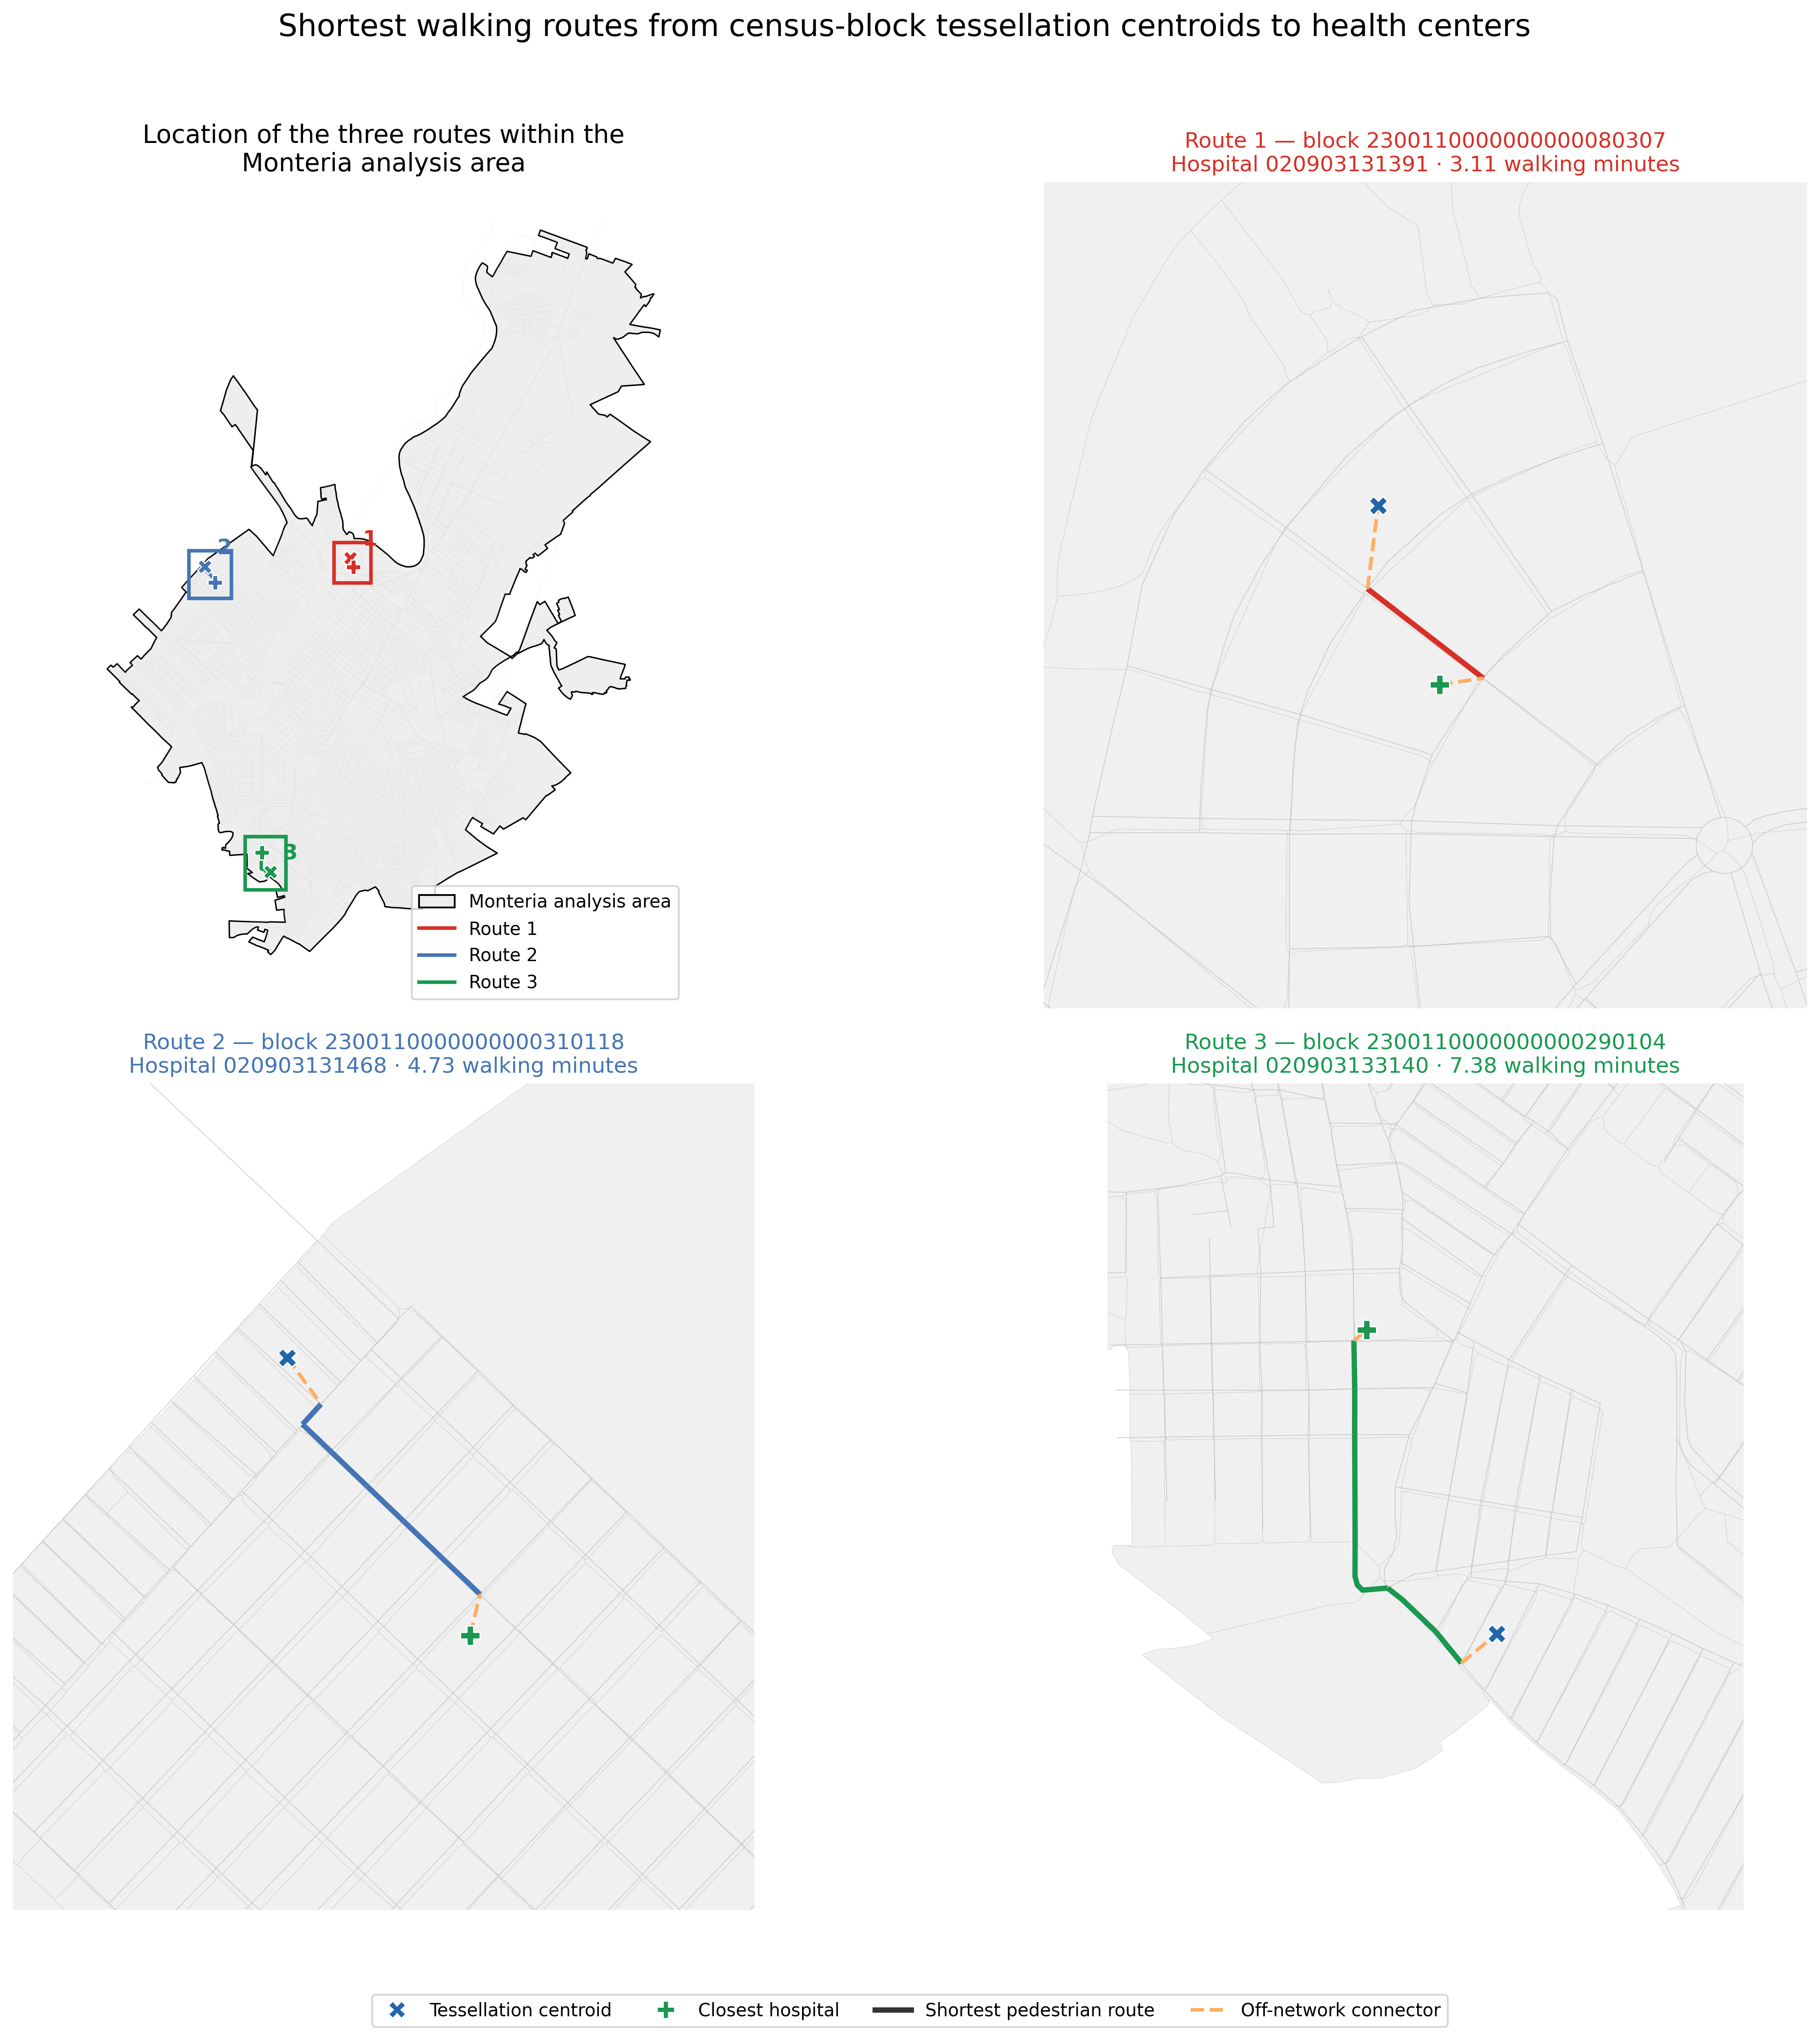 Shortest walking routes from census-block tessellation centroids to health centers
Location of the three routes within the
Monteria analysis area
1
2
3
Monteria analysis area
Route 1
Route 2
Route 3
Route 1 — block 2300110000000000080307
Hospital 020903131391 · 3.11 walking minutes
Route 2 — block 2300110000000000310118
Hospital 020903131468 · 4.73 walking minutes
Route 3 — block 2300110000000000290104
Hospital 020903133140 · 7.38 walking minutes
Tessellation centroid
Closest hospital
Shortest pedestrian route
Off-network connector